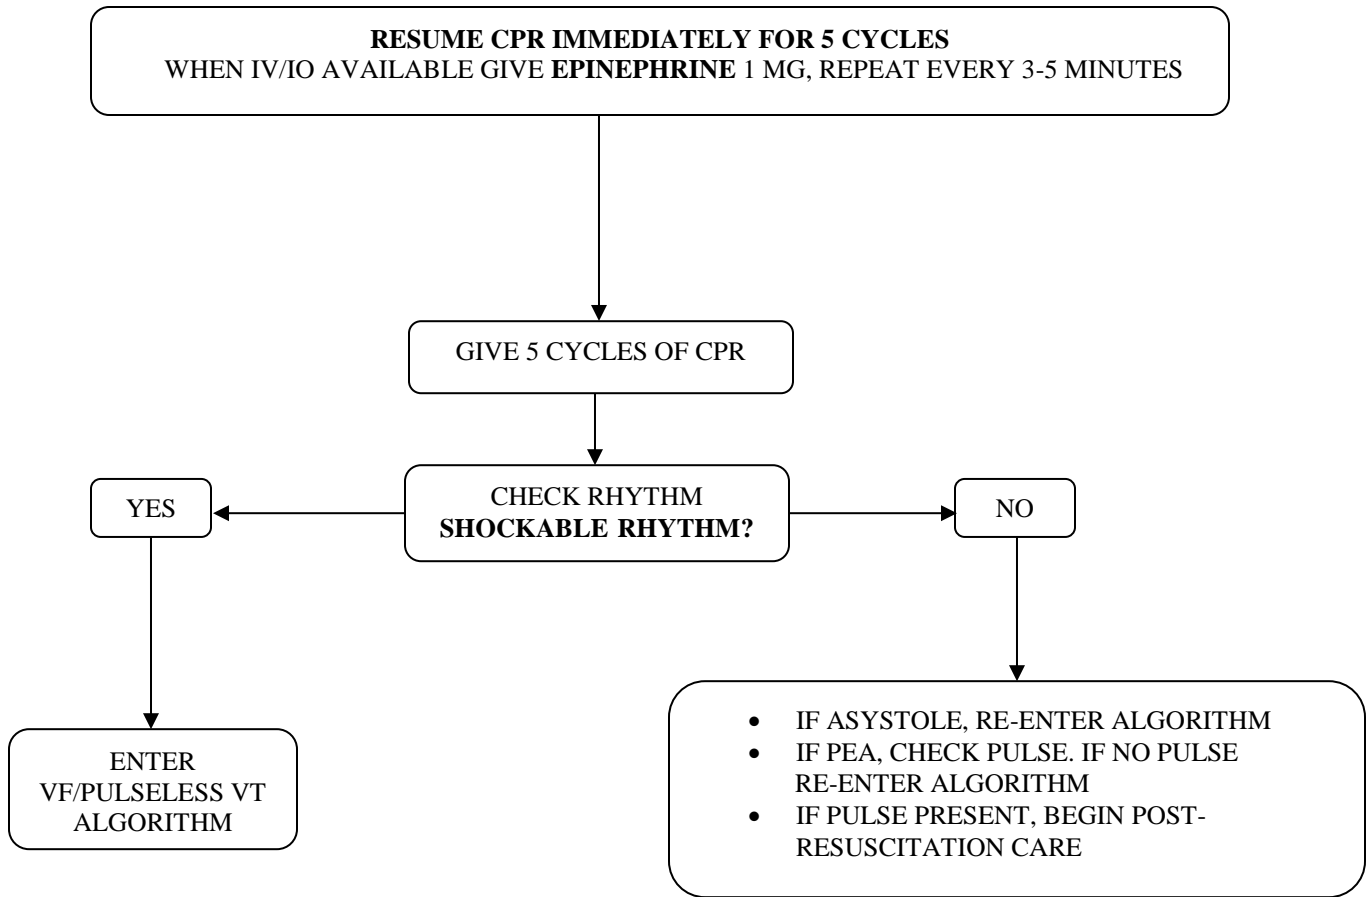 RESUME CPR IMMEDIATELY FOR 5 CYCLES
WHEN IV/IO AVAILABLE GIVE EPINEPHRINE 1 MG, REPEAT EVERY 3-5 MINUTES
GIVE 5 CYCLES OF CPR
YES
CHECK RHYTHM
SHOCKABLE RHYTHM?
NO
ENTER
VF/PULSELESS VT
ALGORITHM
• IF ASYSTOLE, RE-ENTER ALGORITHM
• IF PEA, CHECK PULSE. IF NO PULSE
RE-ENTER ALGORITHM
• IF PULSE PRESENT, BEGIN POST-
RESUSCITATION CARE